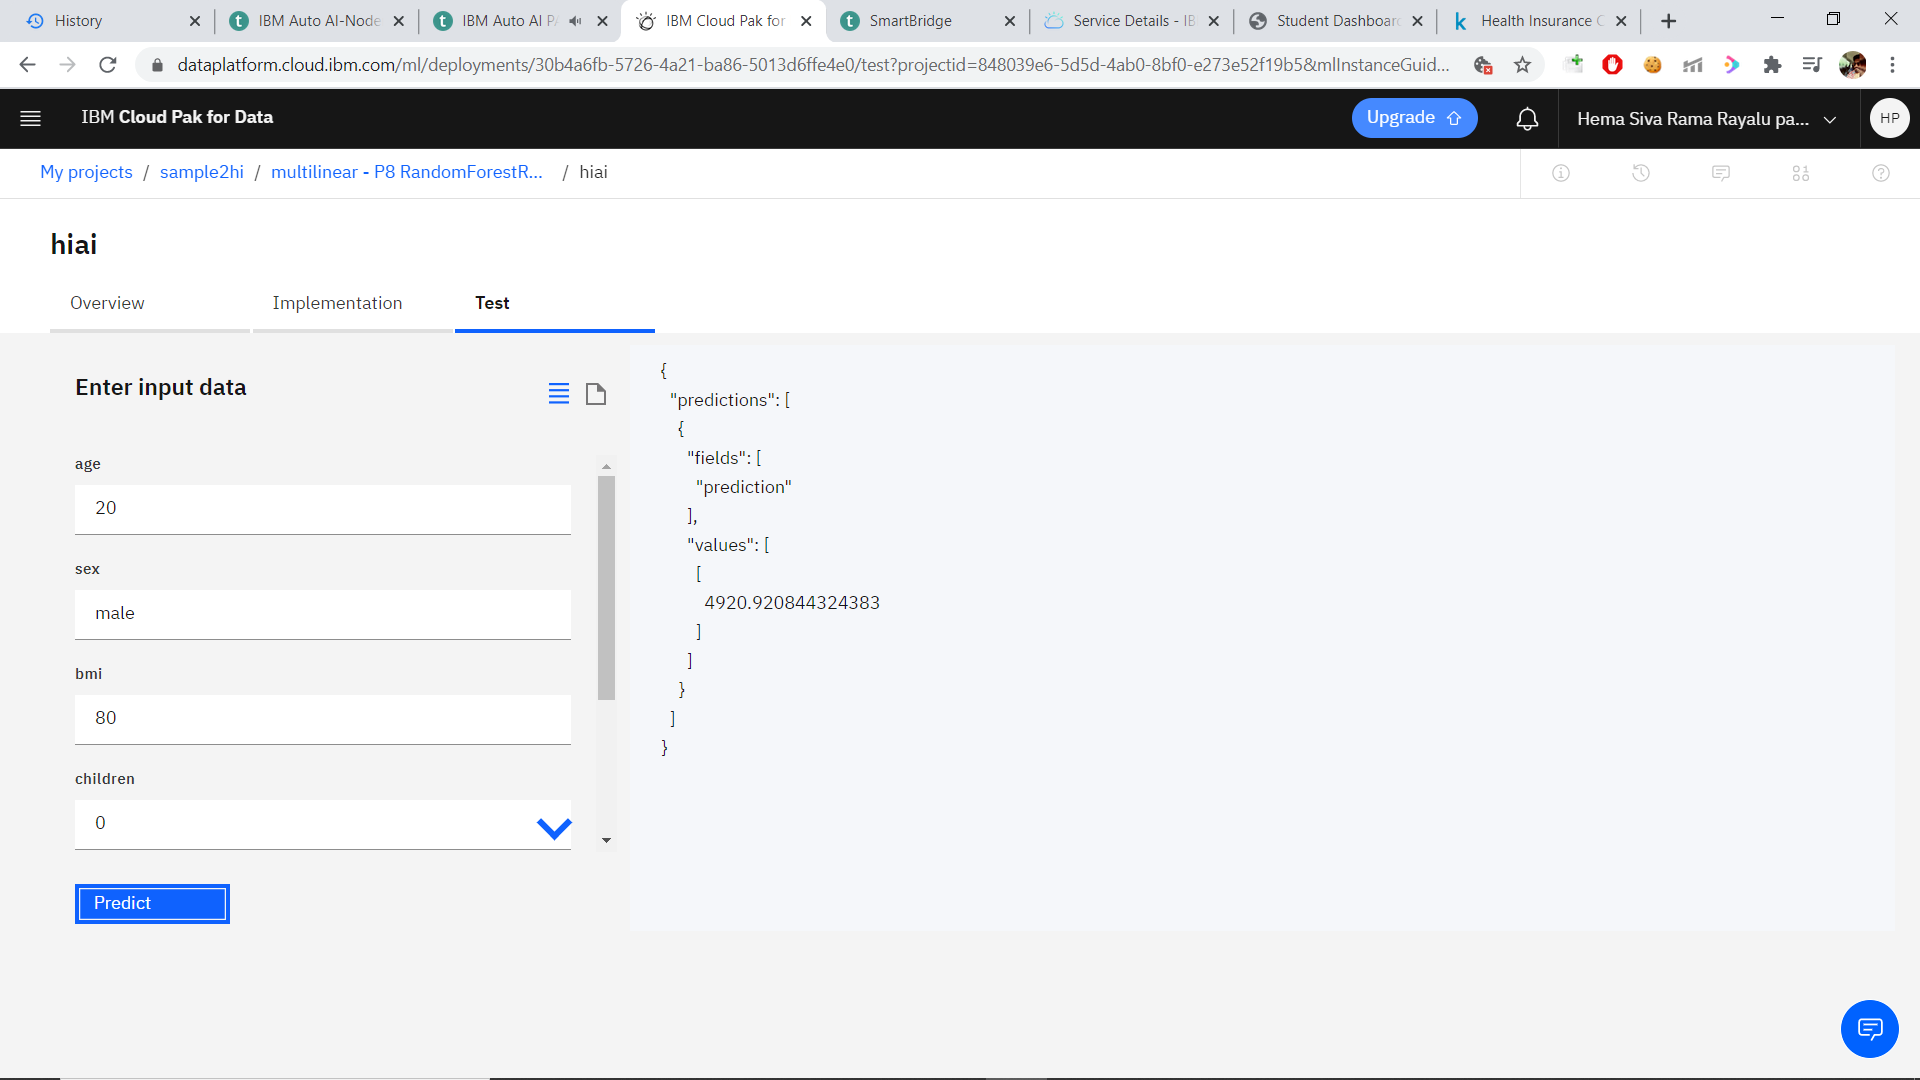 History
IBM Auto AI-Node
IBM Auto AI PA
IBM Cloud Pak for
SmartBridge
Service Details - IB
Student Dashboard
Health Insurance C
dataplatform.cloud.ibm.com/ml/deployments/30b4a6fb-5726-4a21-ba86-5013d6ffe4e0/test?projectid=848039e6-5d5d-4ab0-8bf0-e273e52f19b5&mlInstanceGuid...
IBM Cloud Pak for Data
Upgrade
Hema Siva Rama Rayalu pa...
HP
My projects / sample2hi / multilinear - P8 RandomForestR... / hiai
hiai
Overview
Implementation
Test
Enter input data
age
20
sex
male
bmi
80
children
0
Predict
{
"predictions": [
{
"fields": [
"prediction"
],
"values": [
[
4920.920844324383
]
]
}
]
}